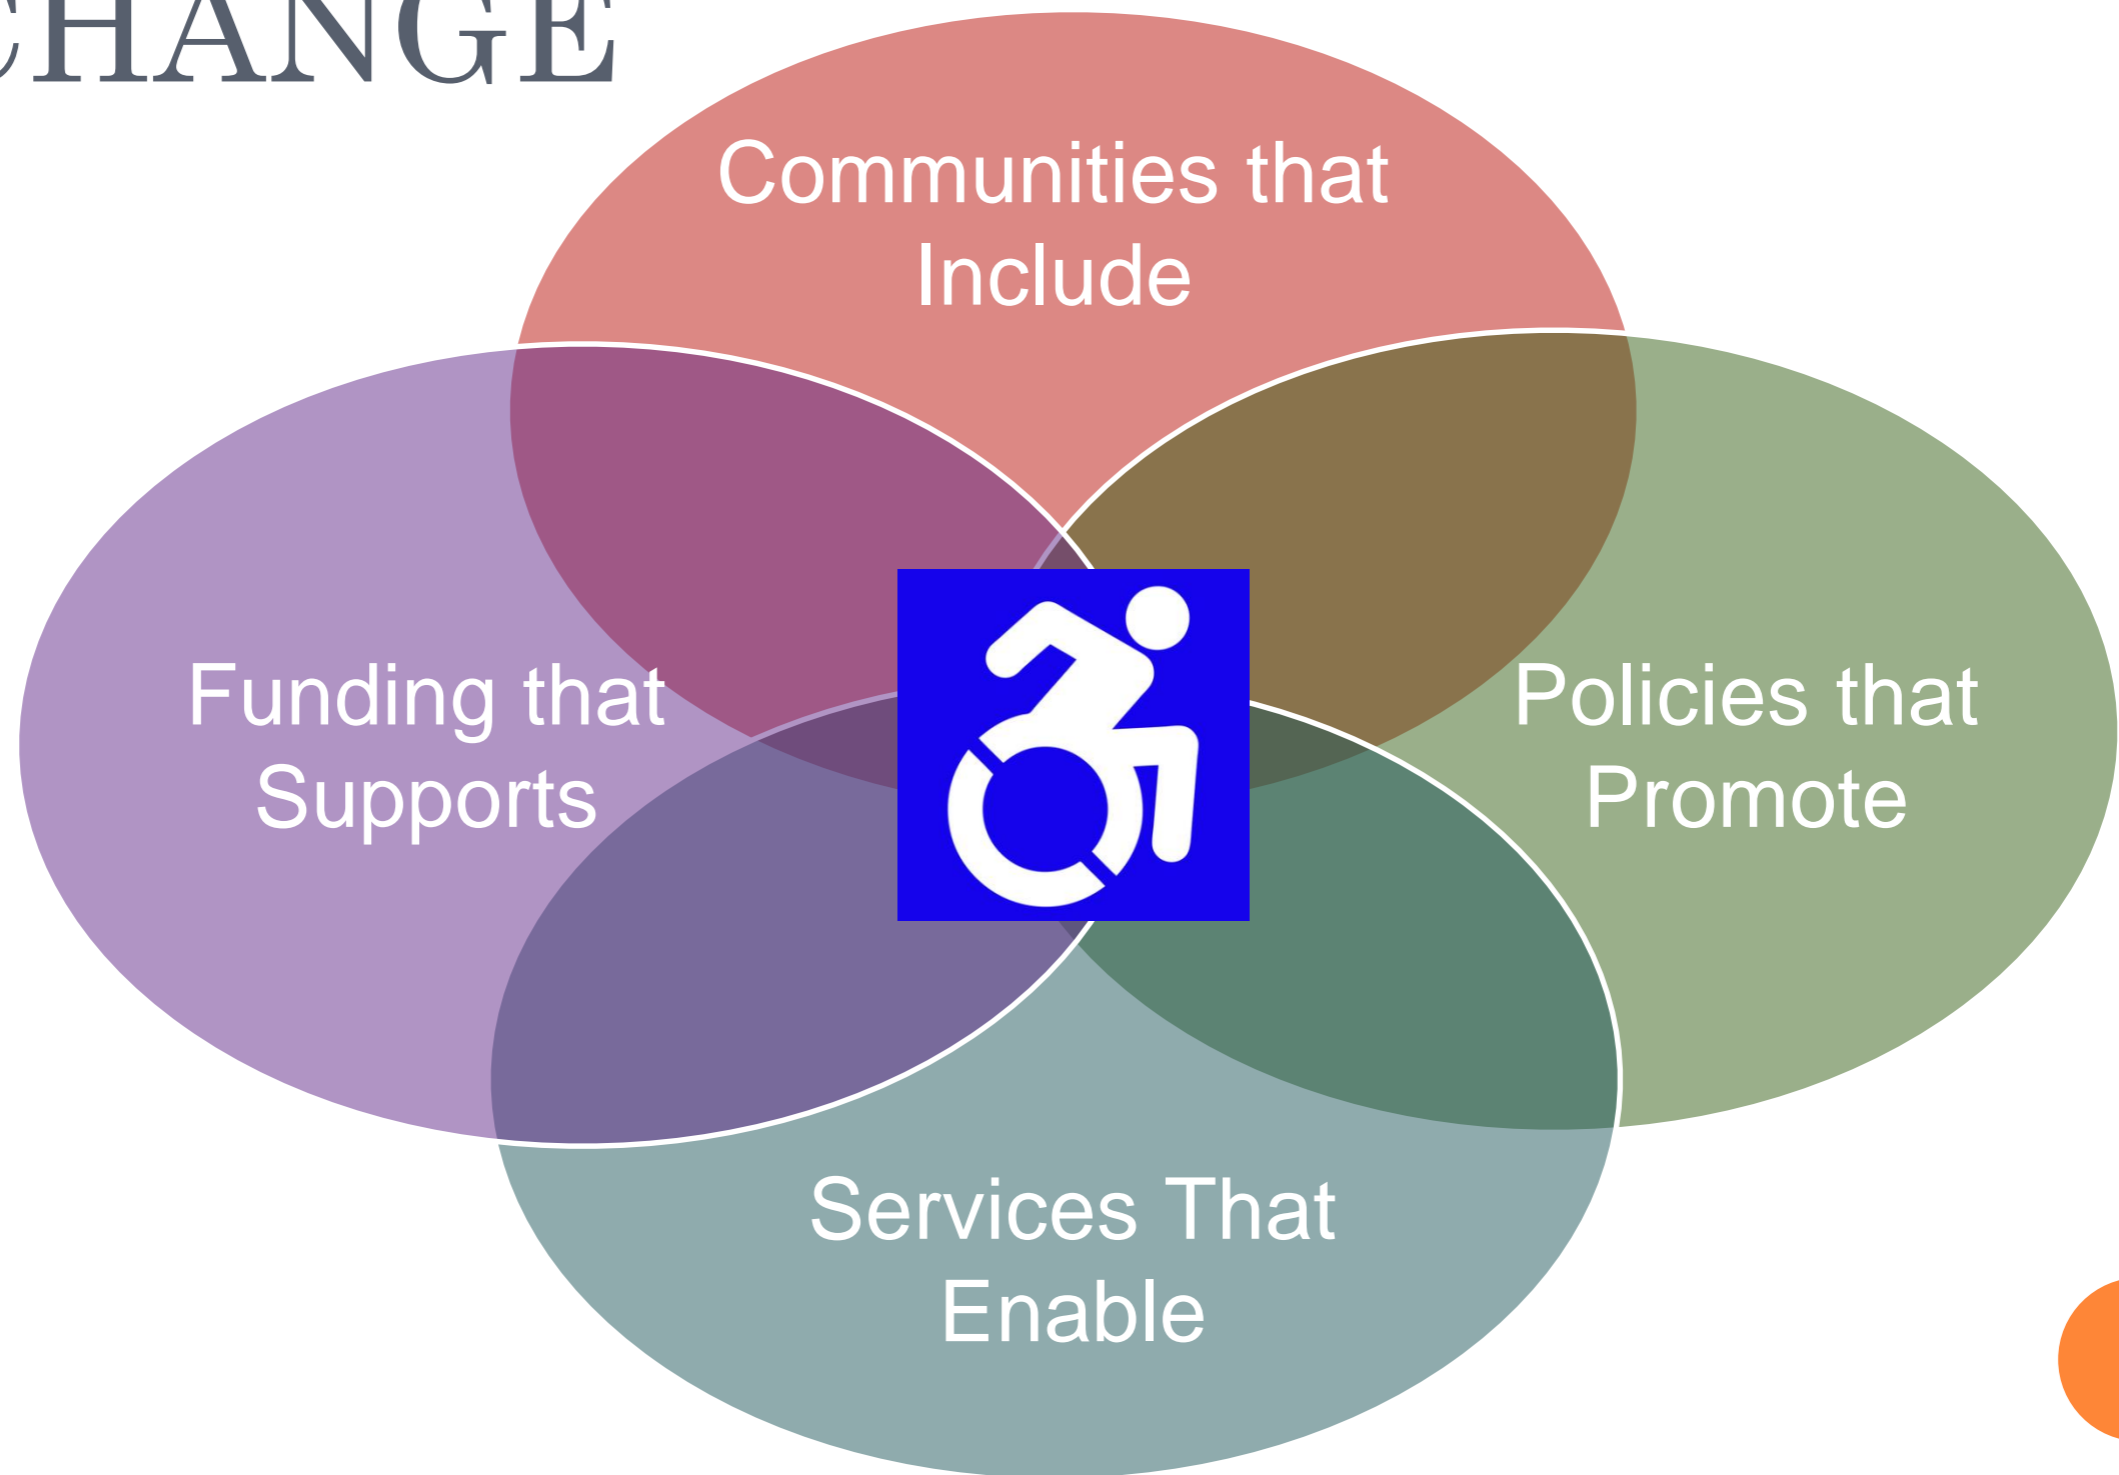 CHANGE
Communities that
Include
Funding that
Supports
Policies that
Promote
Services That
Enable